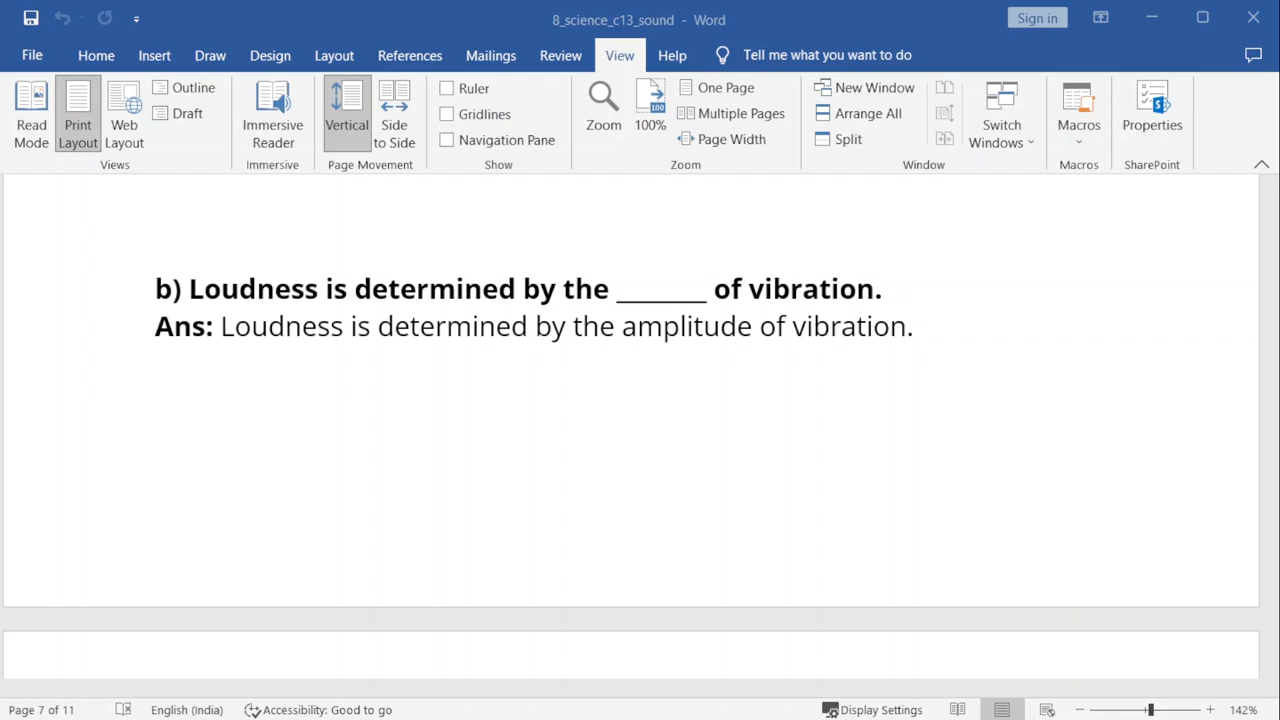 8_science_c13_sound - Word
Sign in
File Home Insert Draw Design Layout References Mailings Review View Help Tell me what you want to do
Read Mode
Print Layout
Web Layout
Outline
Draft
Views
Immersive Reader
Immersive
Vertical
Side to Side
Page Movement
Ruler
Gridlines
Navigation Pane
Show
Zoom
100
100%
One Page
Multiple Pages
Page Width
Zoom
New Window
Arrange All
Split
Switch Windows
Window
Macros
Macros
S
Properties
SharePoint
b) Loudness is determined by the _______ of vibration.
Ans: Loudness is determined by the amplitude of vibration.
Page 7 of 11 English (India) Accessibility: Good to go Display Settings 142%